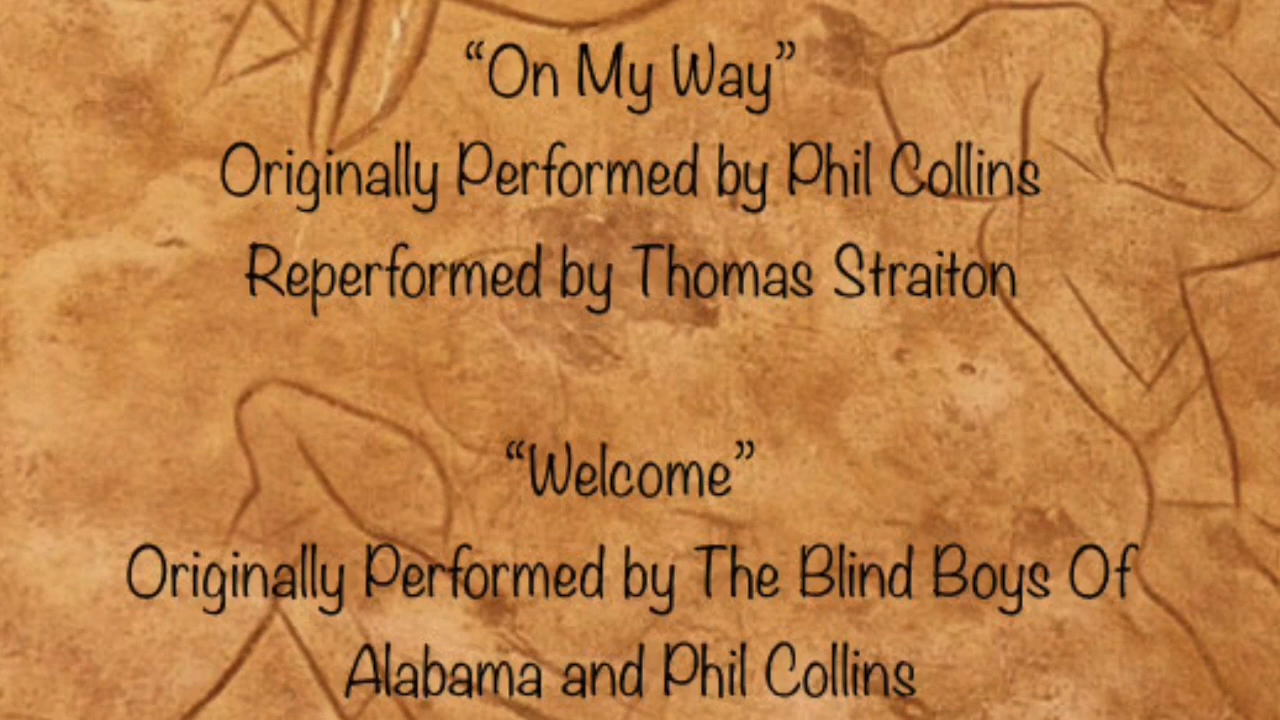 “On My Way”
Originally Performed by Phil Collins
Reperformed by Thomas Straiton
“Welcome”
Originally Performed by The Blind Boys Of
Alabama and Phil Collins